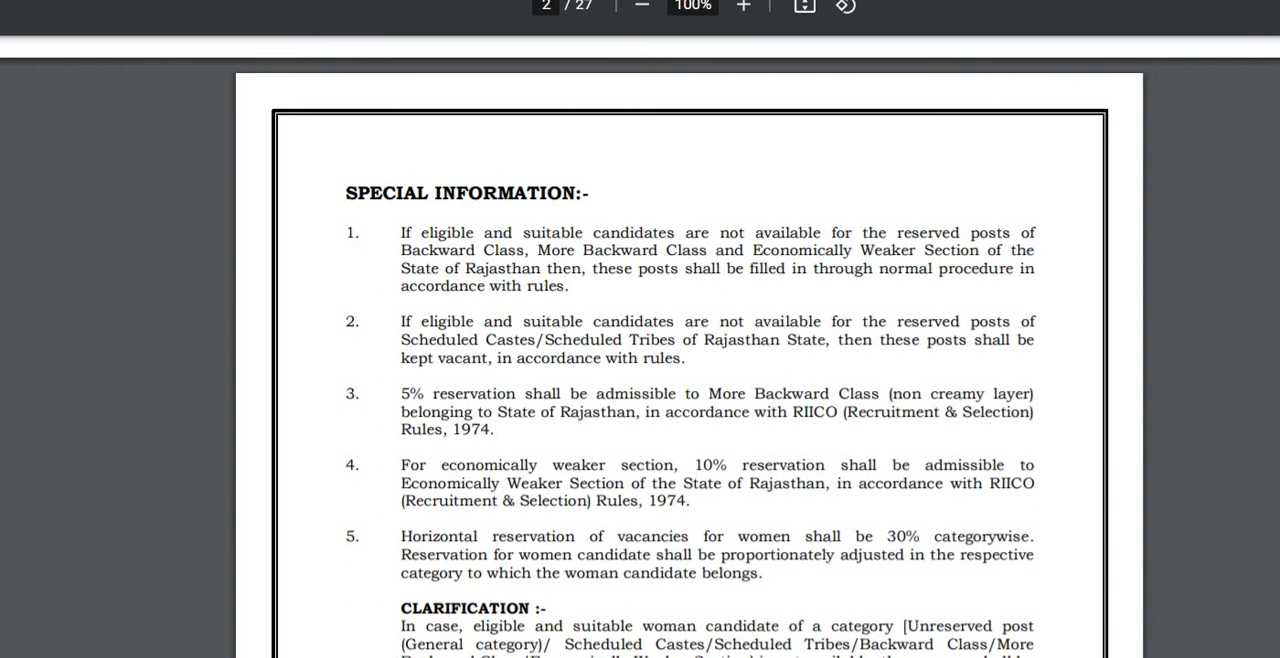 2 / 27 100%
SPECIAL INFORMATION:-
1. If eligible and suitable candidates are not available for the reserved posts of
Backward Class, More Backward Class and Economically Weaker Section of the
State of Rajasthan then, these posts shall be filled in through normal procedure in
accordance with rules.
2. If eligible and suitable candidates are not available for the reserved posts of
Scheduled Castes/Scheduled Tribes of Rajasthan State, then these posts shall be
kept vacant, in accordance with rules.
3. 5% reservation shall be admissible to More Backward Class (non creamy layer)
belonging to State of Rajasthan, in accordance with RIICO (Recruitment & Selection)
Rules, 1974.
4. For economically weaker section, 10% reservation shall be admissible to
Economically Weaker Section of the State of Rajasthan, in accordance with RIICO
(Recruitment & Selection) Rules, 1974.
5. Horizontal reservation of vacancies for women shall be 30% categorywise.
Reservation for women candidate shall be proportionately adjusted in the respective
category to which the woman candidate belongs.
CLARIFICATION :-
In case, eligible and suitable woman candidate of a category [Unreserved post
(General category)/ Scheduled Castes/Scheduled Tribes/Backward Class/More